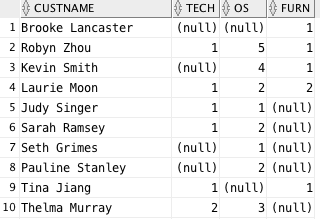 CUSTNAME TECH OS FURN
1 Brooke Lancaster (null) (null) 1
2 Robyn Zhou 1 5 1
3 Kevin Smith (null) 4 1
4 Laurie Moon 1 2 2
5 Judy Singer 1 1 (null)
6 Sarah Ramsey 1 2 (null)
7 Seth Grimes (null) 1 (null)
8 Pauline Stanley (null) 2 (null)
9 Tina Jiang 1 (null) 1
10 Thelma Murray 2 3 (null)